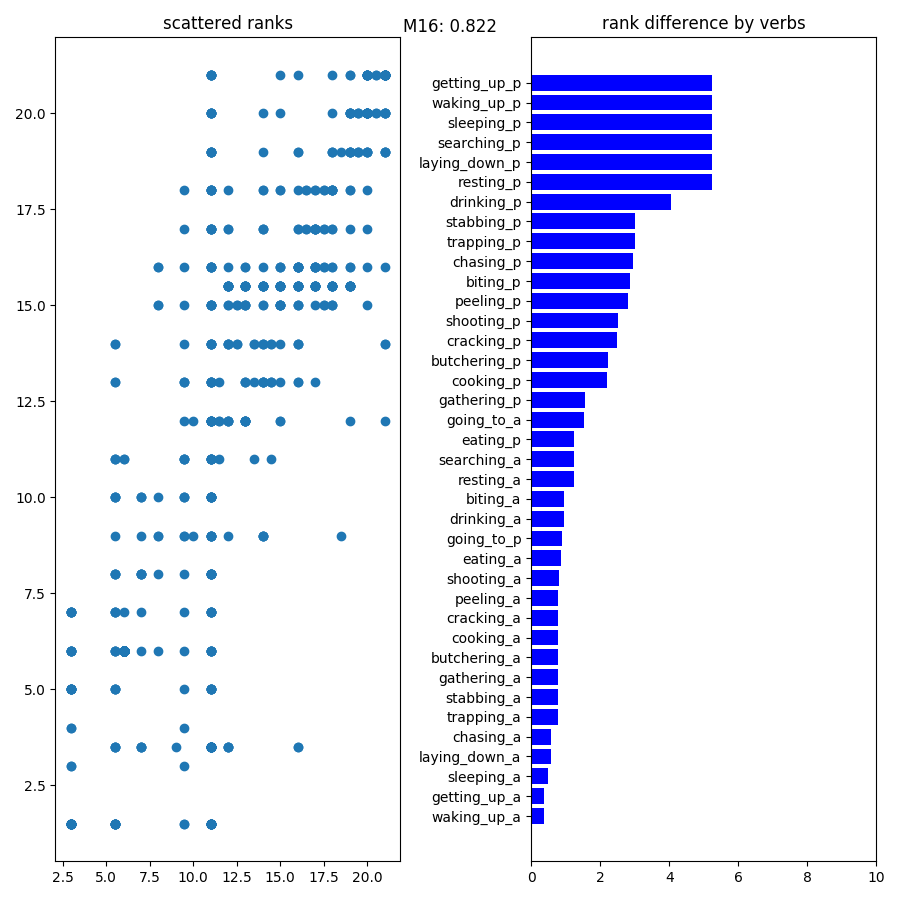 scattered ranks
M16: 0.822
rank difference by verbs
20.0
17.5
15.0
12.5
10.0
7.5
5.0
2.5
2.5 5.0 7.5 10.0 12.5 15.0 17.5 20.0
getting_up_p
waking_up_p
sleeping_p
searching_p
laying_down_p
resting_p
drinking_p
stabbing_p
trapping_p
chasing_p
biting_p
peeling_p
shooting_p
cracking_p
butchering_p
cooking_p
gathering_p
going_to_a
eating_p
searching_a
resting_a
biting_a
drinking_a
going_to_p
eating_a
shooting_a
peeling_a
cracking_a
cooking_a
butchering_a
gathering_a
stabbing_a
trapping_a
chasing_a
laying_down_a
sleeping_a
getting_up_a
waking_up_a
0 2 4 6 8 10